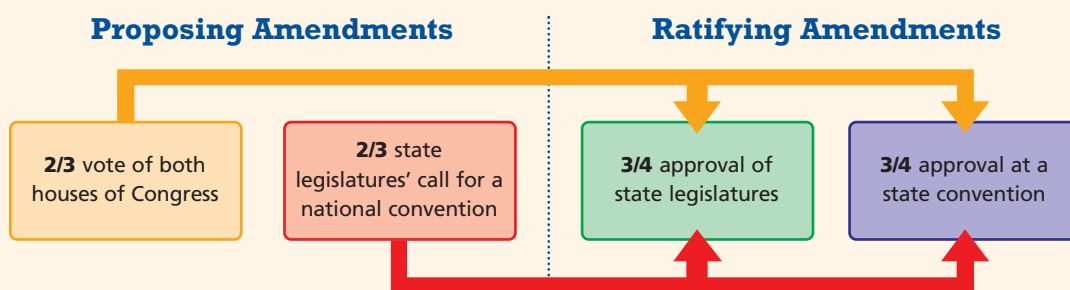 Proposing Amendments
Ratifying Amendments
2/3 vote of both
houses of Congress
2/3 state
legislatures’ call for a
national convention
3/4 approval of
state legislatures
3/4 approval at a
state convention